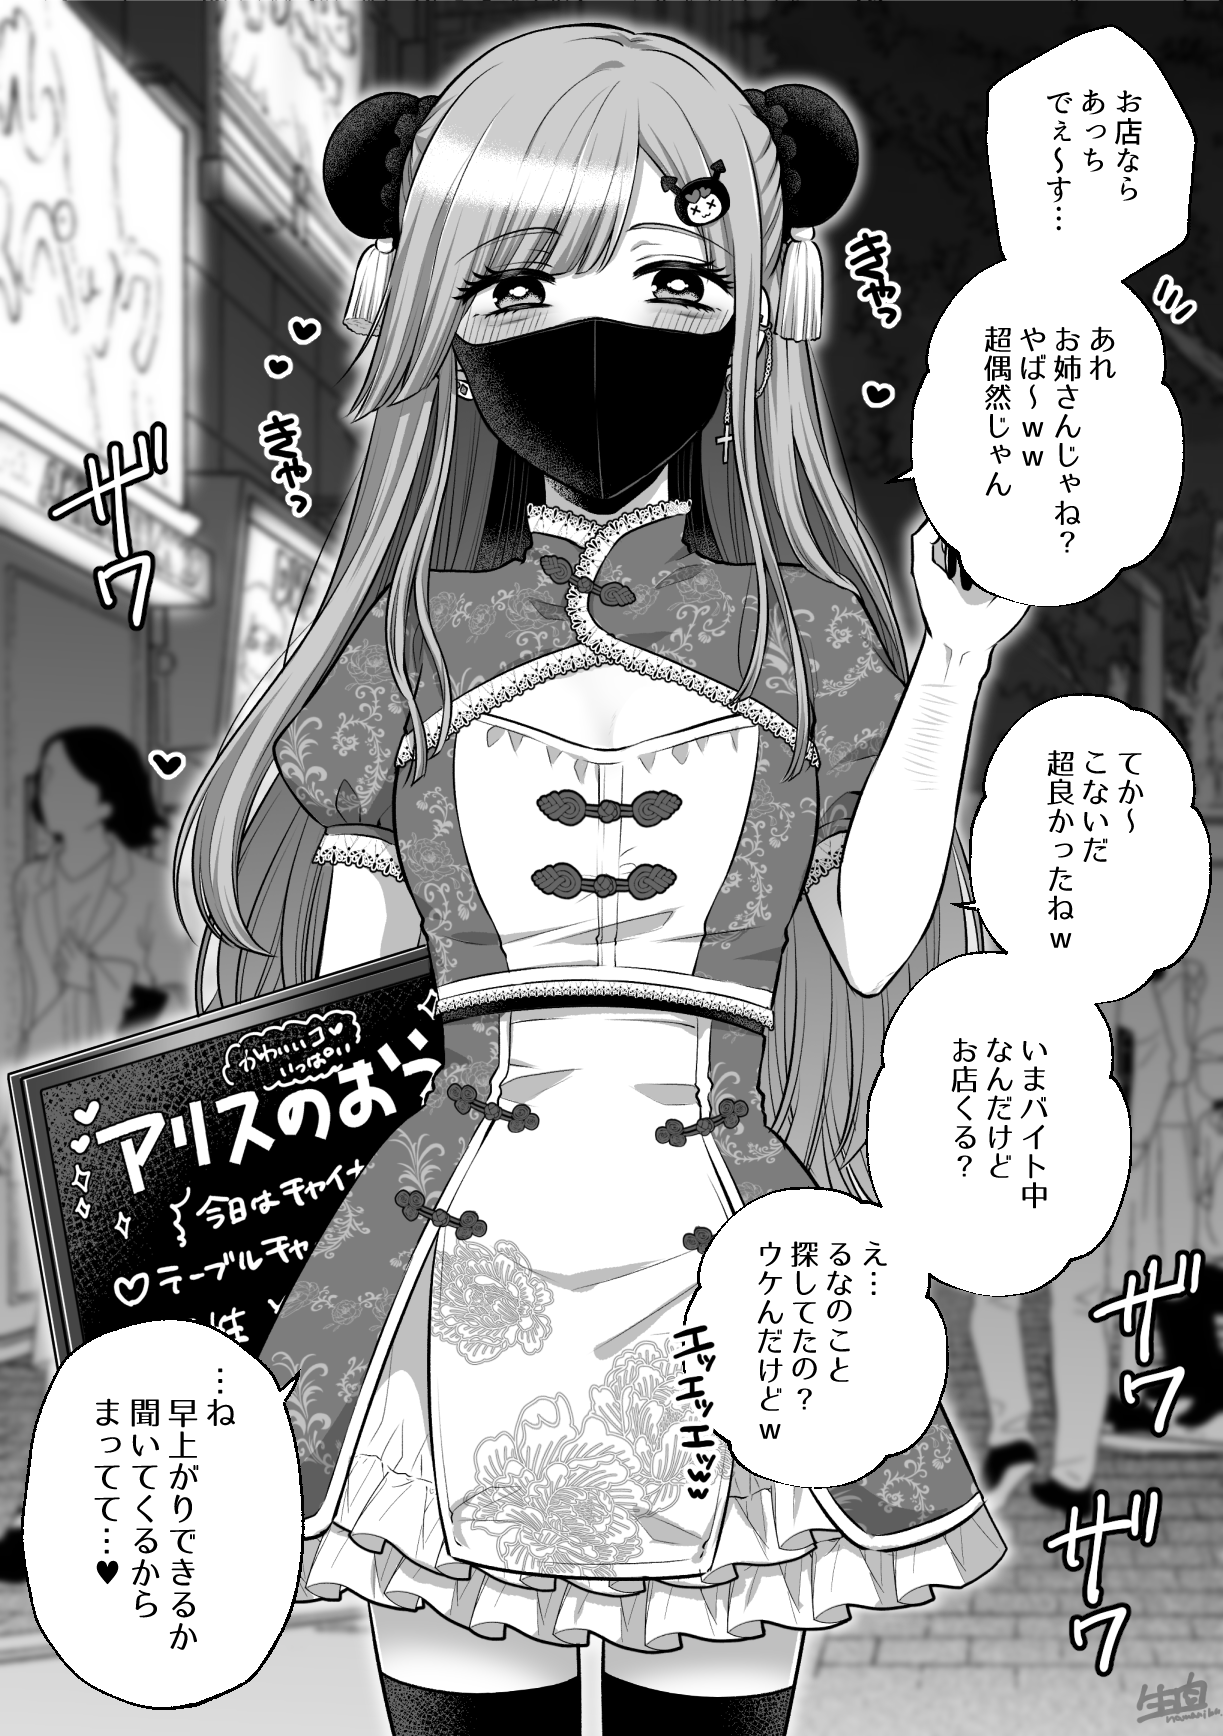 お店なら
あっち
でぇ〜す…
あれ
お姉さんじゃね?
やば〜ww
超偶然じゃん
きゃっ
きゃっ
ザワ
てか〜
こないだ
超良かったねw
いまバイト中
なんだけど
お店くる?
え…
るなのこと
探してたの?
ウケんだけどw
エッエッエッw
ザワ
ザワ
かわいいコ
いっぱい
アリスのおう
今日はチャイナ
テーブルチャ
性
…ね
早上がりできるか
聞いてくるから
まってて…♥
生白